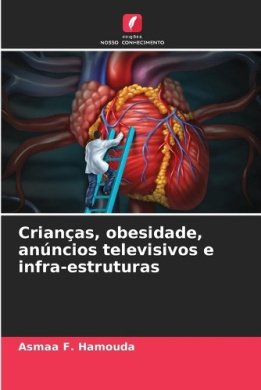 edições
NOSSO CONHECIMENTO
Crianças, obesidade,
anúncios televisivos e
infra-estruturas
Asmaa F. Hamouda